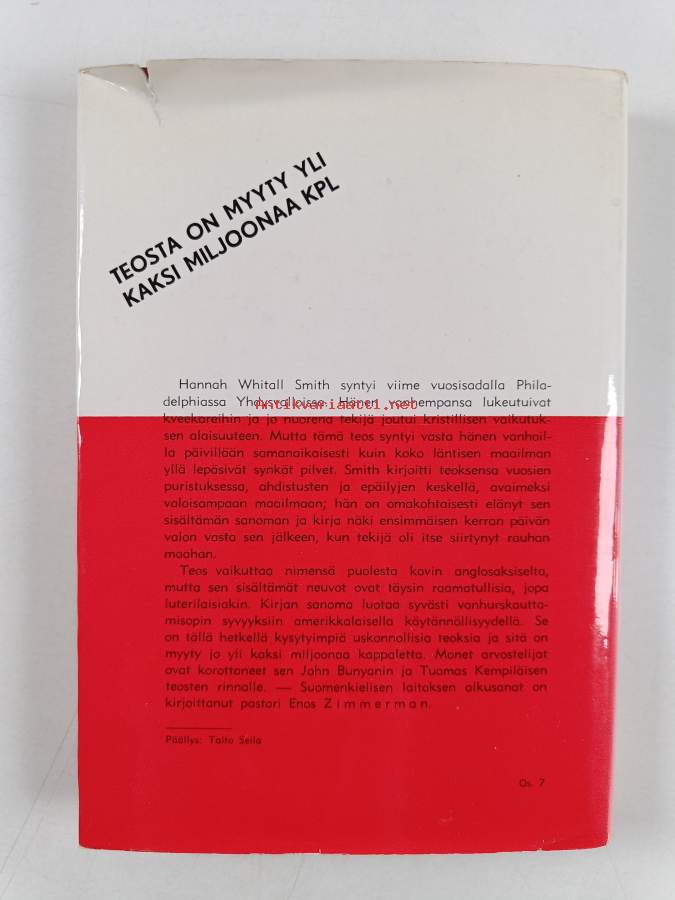 TEOSTA ON MYYTY YLI
KAKSI MILJOONAA KPL
Hannah Whitall Smith syntyi viime vuosisadalla Phila-
delphiassa Yhdysvalloissa. Hänen vanhempansa lukeutuivat
Antikvariaatti.net
kveekareihin ja jo nuorena tekijä joutui kristillisen vaikutuk-
sen alaisuuteen. Mutta tämä teos syntyi vasta hänen vanhoil-
la päivillään samanaikaisesti kuin koko läntisen maailman
yllä lepäsivät synkät pilvet. Smith kirjoitti teoksensa vuosien
puristuksessa, ahdistusten ja epäilyjen keskellä, avaimeksi
valoisampaan maailmaan; hän on omakohtaisesti elänyt sen
sisältämän sanoman ja kirja näki ensimmäisen kerran päivän
valon vasta sen jälkeen, kun tekijä oli itse siirtynyt rauhan
maahan.
Teos vaikuttaa nimensä puolesta kovin anglosaksiselta,
mutta sen sisältämät neuvot ovat täysin raamatullisia, jopa
luterilaisiakin. Kirjan sanoma luotaa syvästi vanhurskautta-
misopin syvyyksiin amerikkalaisella käytännöllisyydellä. Se
on tällä hetkellä kysytyimpiä uskonnollisia teoksia ja sitä on
myyty jo yli kaksi miljoonaa kappaletta. Monet arvostelijat
ovat korottaneet sen John Bunyanin ja Tuomas Kempiläisen
teosten rinnalle. — Suomenkielisen laitoksen alkusanat on
kirjoittanut pastori Enos Zimmerman.
Päällys: Taito Seila
Os. 7